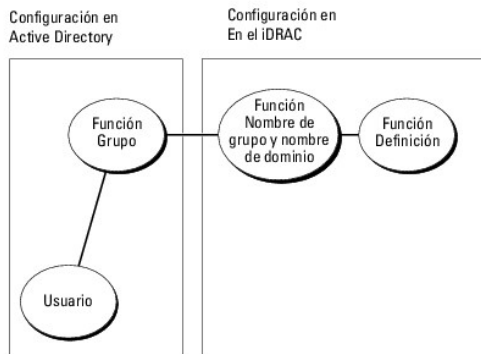 Configuración en
Active Directory
Configuración en
En el iDRAC
Función
Grupo
Función
Nombre de
grupo y nombre
de dominio
Función
Definición
Usuario